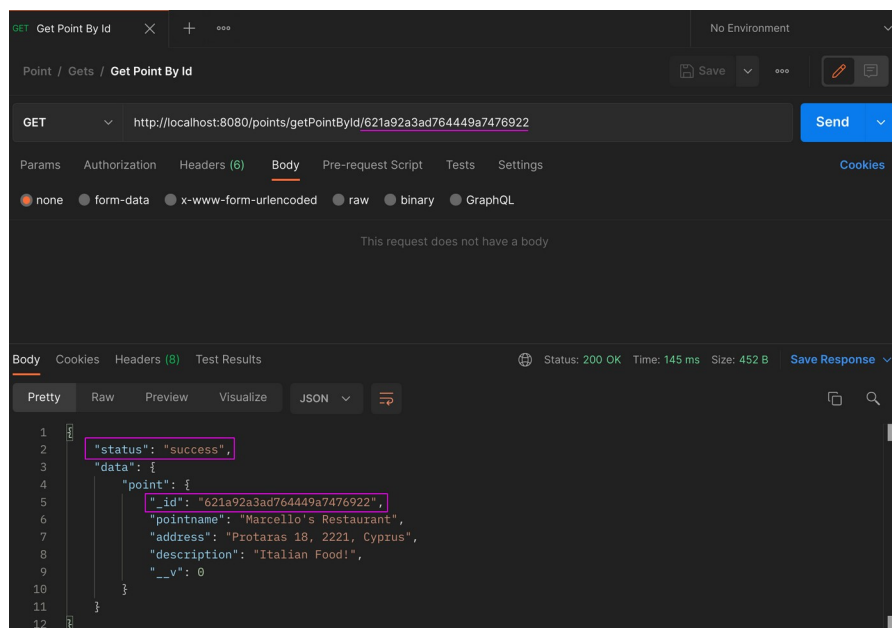 GET Get Point By Id
No Environment
Point / Gets / Get Point By Id
Save
GET http://localhost:8080/points/getPointById/621a92a3ad764449a7476922 Send
Params Authorization Headers (6) Body Pre-request Script Tests Settings Cookies
none form-data x-www-form-urlencoded raw binary GraphQL
This request does not have a body
Body Cookies Headers (8) Test Results Status: 200 OK Time: 145 ms Size: 452 B Save Response
Pretty Raw Preview Visualize JSON
1 {
2 "status": "success",
3 "data": {
4 "point": {
5 "_id": "621a92a3ad764449a7476922",
6 "pointname": "Marcello's Restaurant",
7 "address": "Protaras 18, 2221, Cyprus",
8 "description": "Italian Food!",
9 "__v": 0
10 }
11 }
12 }